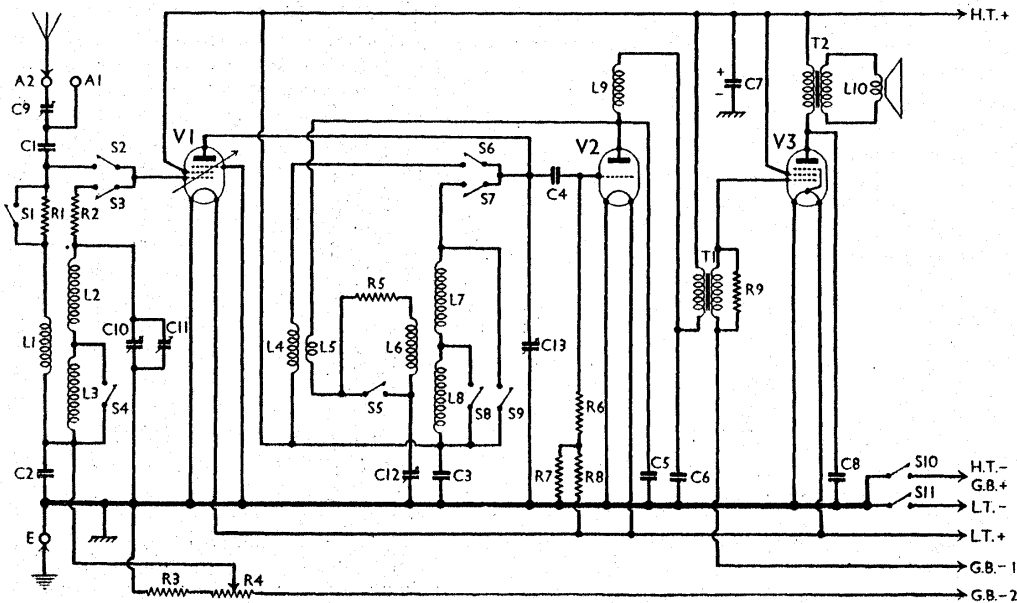 H.T.+
T2
A2
A1
C7
+
-
L10
C9
L9
V1
C1
V2
V3
S2
S6
S7
C4
S3
S1
R1
R2
T1
R9
R5
L2
L7
C10
C11
L1
L4
L5
L6
C13
L3
S4
S5
L8
S8
S9
R6
C2
C12
C3
R7
R8
C5
C6
C8
S10
H.T.-
G.B.+
S11
L.T.-
E
L.T.+
G.B.-1
R3
R4
G.B.-2